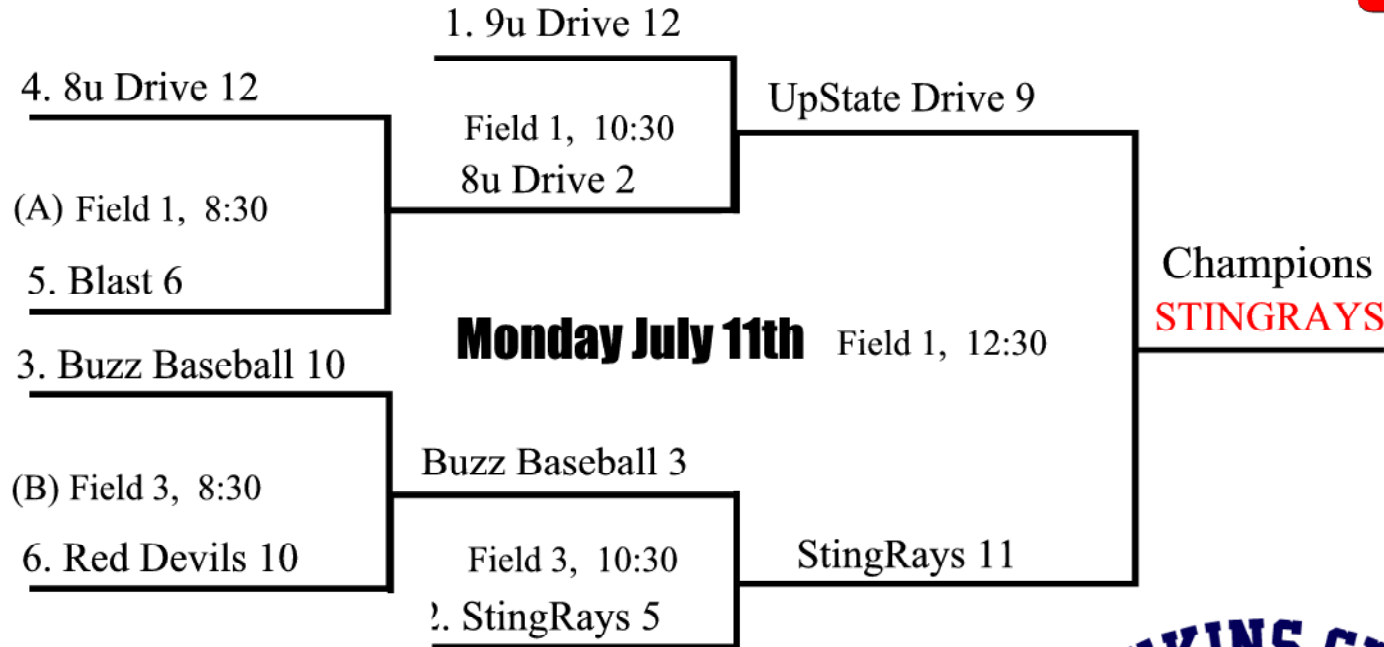 1. 9u Drive 12
4. 8u Drive 12
UpState Drive 9
Field 1, 10:30
8u Drive 2
(A) Field 1, 8:30
5. Blast 6
Champions
STINGRAYS
Monday July 11th
Field 1, 12:30
3. Buzz Baseball 10
Buzz Baseball 3
(B) Field 3, 8:30
6. Red Devils 10
Field 3, 10:30
StingRays 11
2. StingRays 5